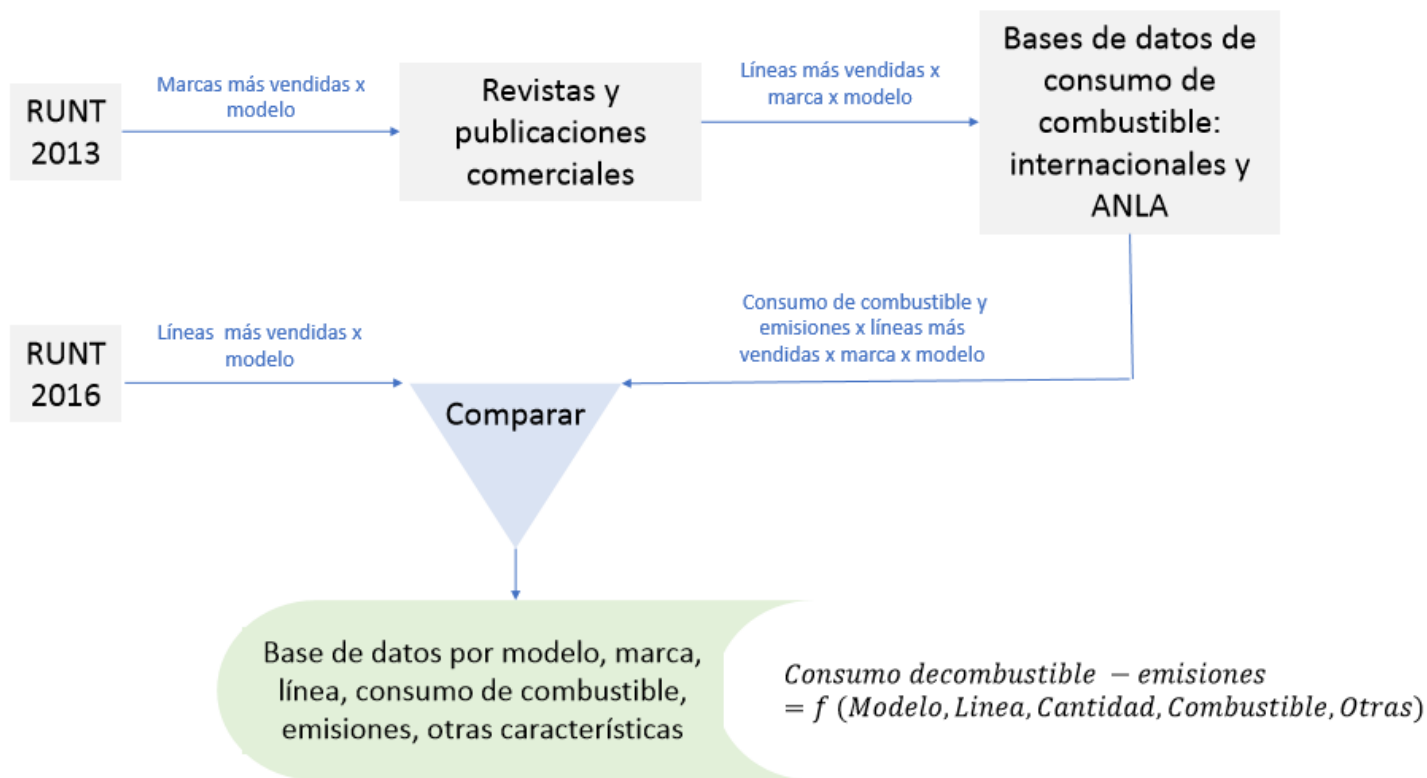 RUNT
2013
Marcas más vendidas x
modelo
Revistas y
publicaciones
comerciales
Líneas más vendidas x
marca x modelo
Bases de datos de
consumo de
combustible:
internacionales y
ANLA
RUNT
2016
Líneas  más vendidas x
modelo
Consumo de combustible y
emisiones x líneas más
vendidas x marca x modelo
Comparar
Base de datos por modelo, marca,
línea, consumo de combustible,
emisiones, otras características
Consumo decombustible − emisiones
= f (Modelo, Linea, Cantidad, Combustible, Otras)